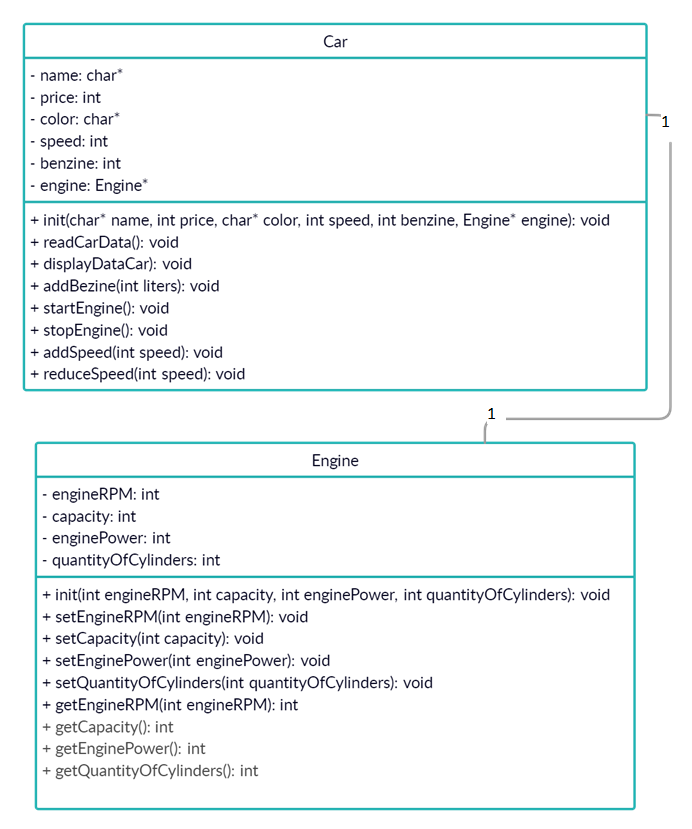 Car
- name: char*
- price: int
- color: char*
- speed: int
- benzine: int
- engine: Engine*
1
+ init(char* name, int price, char* color, int speed, int benzine, Engine* engine): void
+ readCarData(): void
+ displayDataCar): void
+ addBezine(int liters): void
+ startEngine(): void
+ stopEngine(): void
+ addSpeed(int speed): void
+ reduceSpeed(int speed): void
1
Engine
- engineRPM: int
- capacity: int
- enginePower: int
- quantityOfCylinders: int
+ init(int engineRPM, int capacity, int enginePower, int quantityOfCylinders): void
+ setEngineRPM(int engineRPM): void
+ setCapacity(int capacity): void
+ setEnginePower(int enginePower): void
+ setQuantityOfCylinders(int quantityOfCylinders): void
+ getEngineRPM(int engineRPM): int
+ getCapacity(): int
+ getEnginePower(): int
+ getQuantityOfCylinders(): int